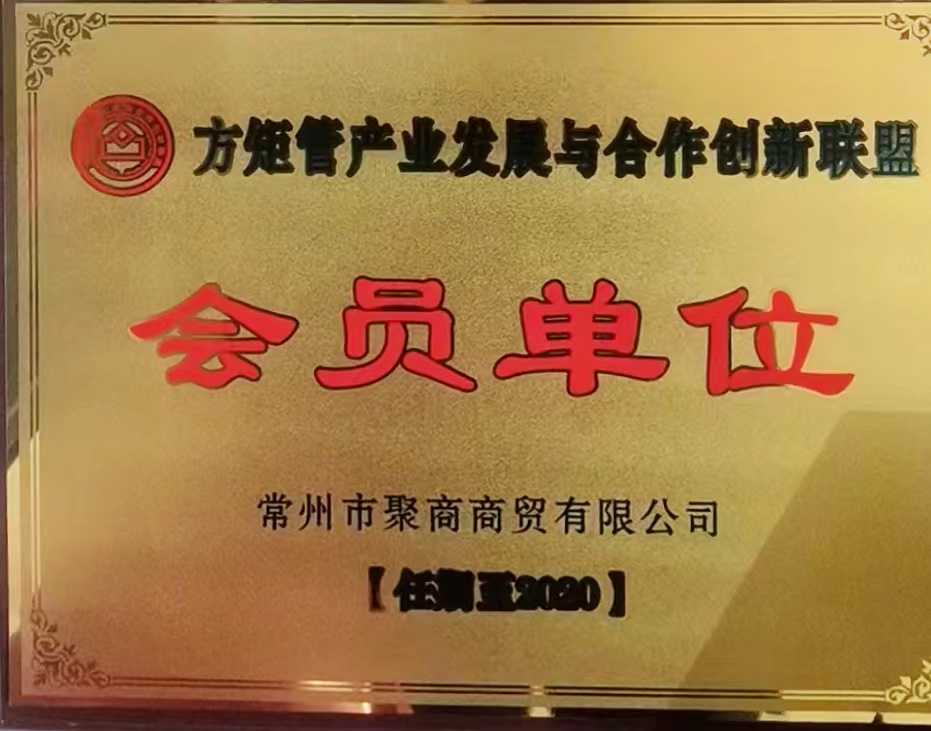 方矩管产业发展与合作创新联盟
会员单位
常州市聚商商贸有限公司
【任期至2020】